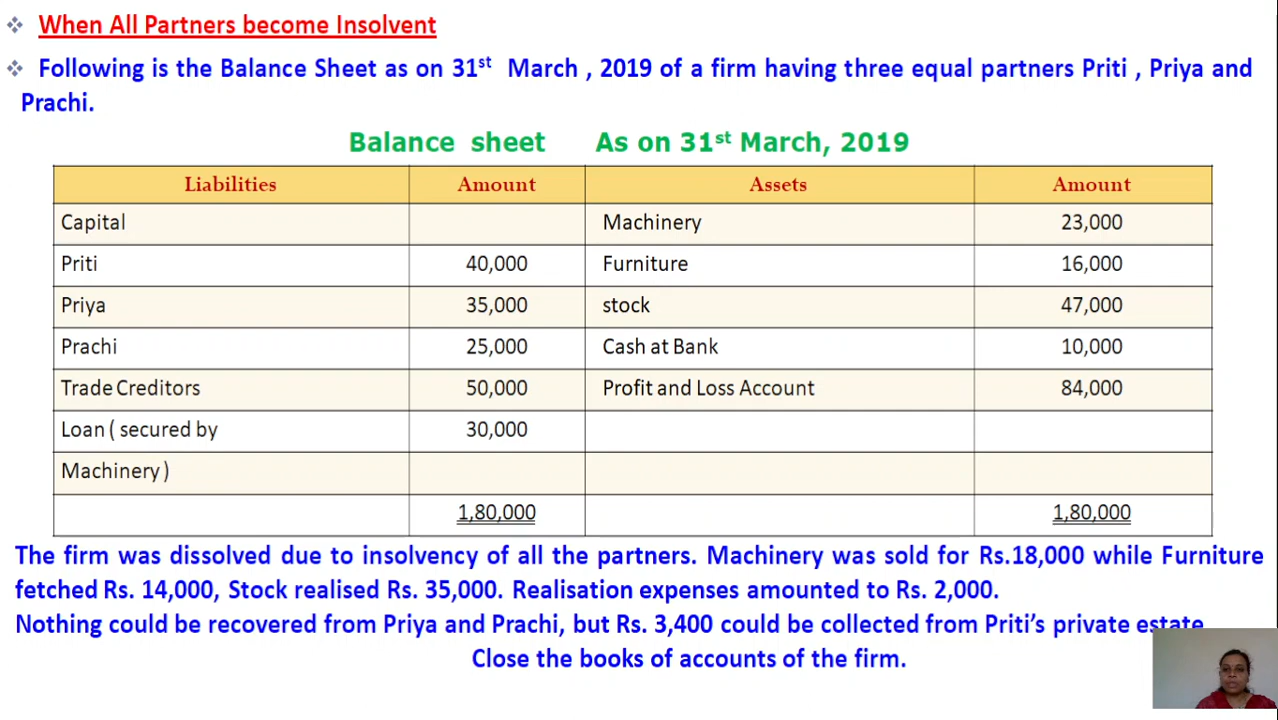 ❖ When All Partners become Insolvent
❖ Following is the Balance Sheet as on 31st March , 2019 of a firm having three equal partners Priti , Priya and
Prachi.
Balance sheet As on 31st March, 2019
Liabilities Amount Assets Amount
Capital Machinery 23,000
Priti 40,000 Furniture 16,000
Priya 35,000 stock 47,000
Prachi 25,000 Cash at Bank 10,000
Trade Creditors 50,000 Profit and Loss Account 84,000
Loan ( secured by 30,000
Machinery )
1,80,000 1,80,000
The firm was dissolved due to insolvency of all the partners. Machinery was sold for Rs.18,000 while Furniture
fetched Rs. 14,000, Stock realised Rs. 35,000. Realisation expenses amounted to Rs. 2,000.
Nothing could be recovered from Priya and Prachi, but Rs. 3,400 could be collected from Priti’s private estate
Close the books of accounts of the firm.